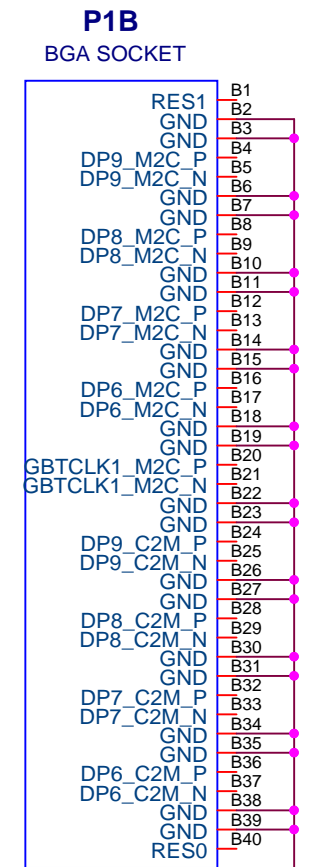 P1B
BGA SOCKET
RES1 B1
GND B2
GND B3
DP9_M2C_P B4
DP9_M2C_N B5
GND B6
GND B7
DP8_M2C_P B8
DP8_M2C_N B9
GND B10
GND B11
DP7_M2C_P B12
DP7_M2C_N B13
GND B14
GND B15
DP6_M2C_P B16
DP6_M2C_N B17
GND B18
GND B19
GBTCLK1_M2C_P B20
GBTCLK1_M2C_N B21
GND B22
GND B23
DP9_C2M_P B24
DP9_C2M_N B25
GND B26
GND B27
DP8_C2M_P B28
DP8_C2M_N B29
GND B30
GND B31
DP7_C2M_P B32
DP7_C2M_N B33
GND B34
GND B35
DP6_C2M_P B36
DP6_C2M_N B37
GND B38
GND B39
RES0 B40